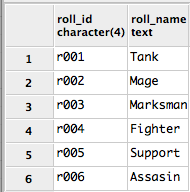 roll_id roll_name
character(4) text
1 r001 Tank
2 r002 Mage
3 r003 Marksman
4 r004 Fighter
5 r005 Support
6 r006 Assasin